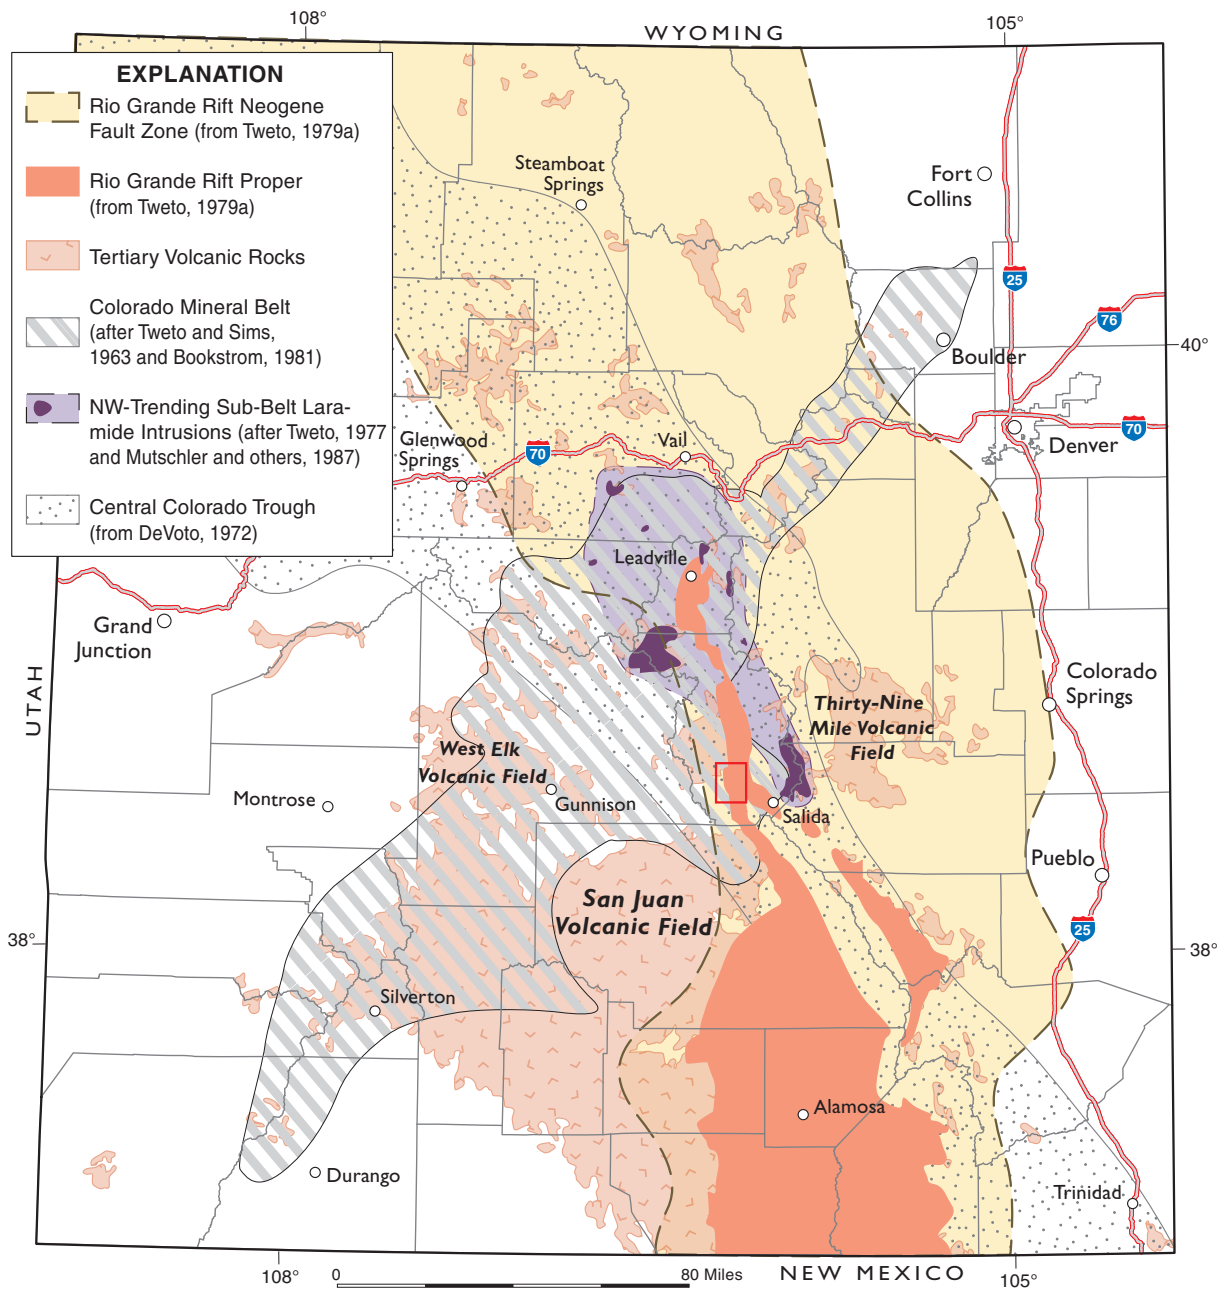 108°
105°
WYOMING
EXPLANATION
Rio Grande Rift Neogene
Fault Zone (from Tweto, 1979a)
Rio Grande Rift Proper
(from Tweto, 1979a)
Tertiary Volcanic Rocks
Colorado Mineral Belt
(after Tweto and Sims,
1963 and Bookstrom, 1981)
NW-Trending Sub-Belt Lara-
mide Intrusions (after Tweto, 1977
and Mutschler and others, 1987)
Central Colorado Trough
(from DeVoto, 1972)
Steamboat
Springs
Fort
Collins
25
76
40°
Boulder
Glenwood
Springs
70
Vail
70
Denver
Leadville
Grand
Junction
UTAH
Colorado
Springs
Thirty-Nine
Mile Volcanic
Field
West Elk
Volcanic Field
Montrose
Gunnison
Salida
Pueblo
San Juan
Volcanic Field
25
38°
38°
Silverton
Alamosa
Durango
Trinidad
108°
0
80 Miles
NEW MEXICO
105°